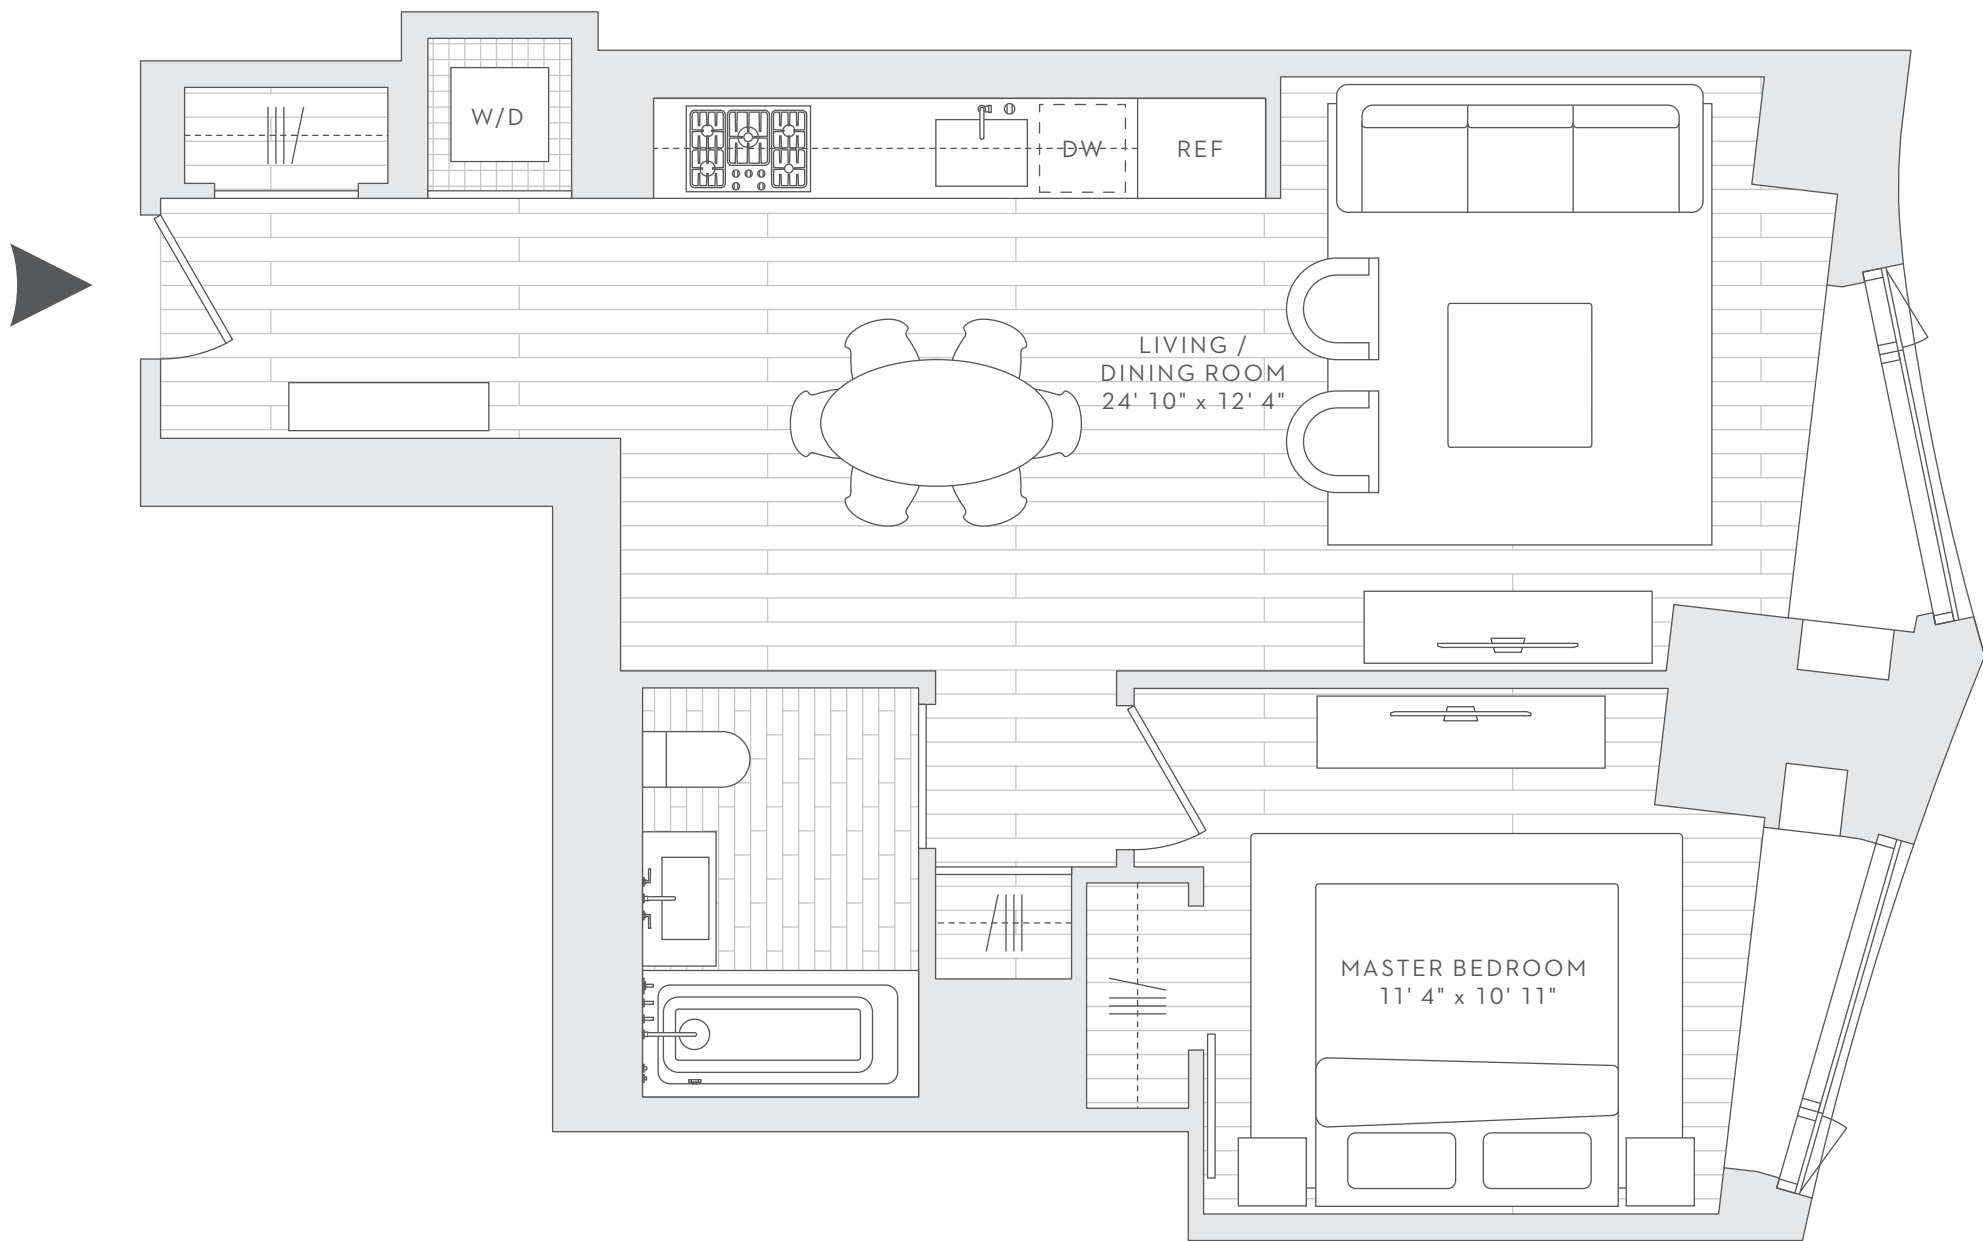 W/D
DW
REF
LIVING /
DINING ROOM
24' 10" x 12' 4"
MASTER BEDROOM
11' 4" x 10' 11"